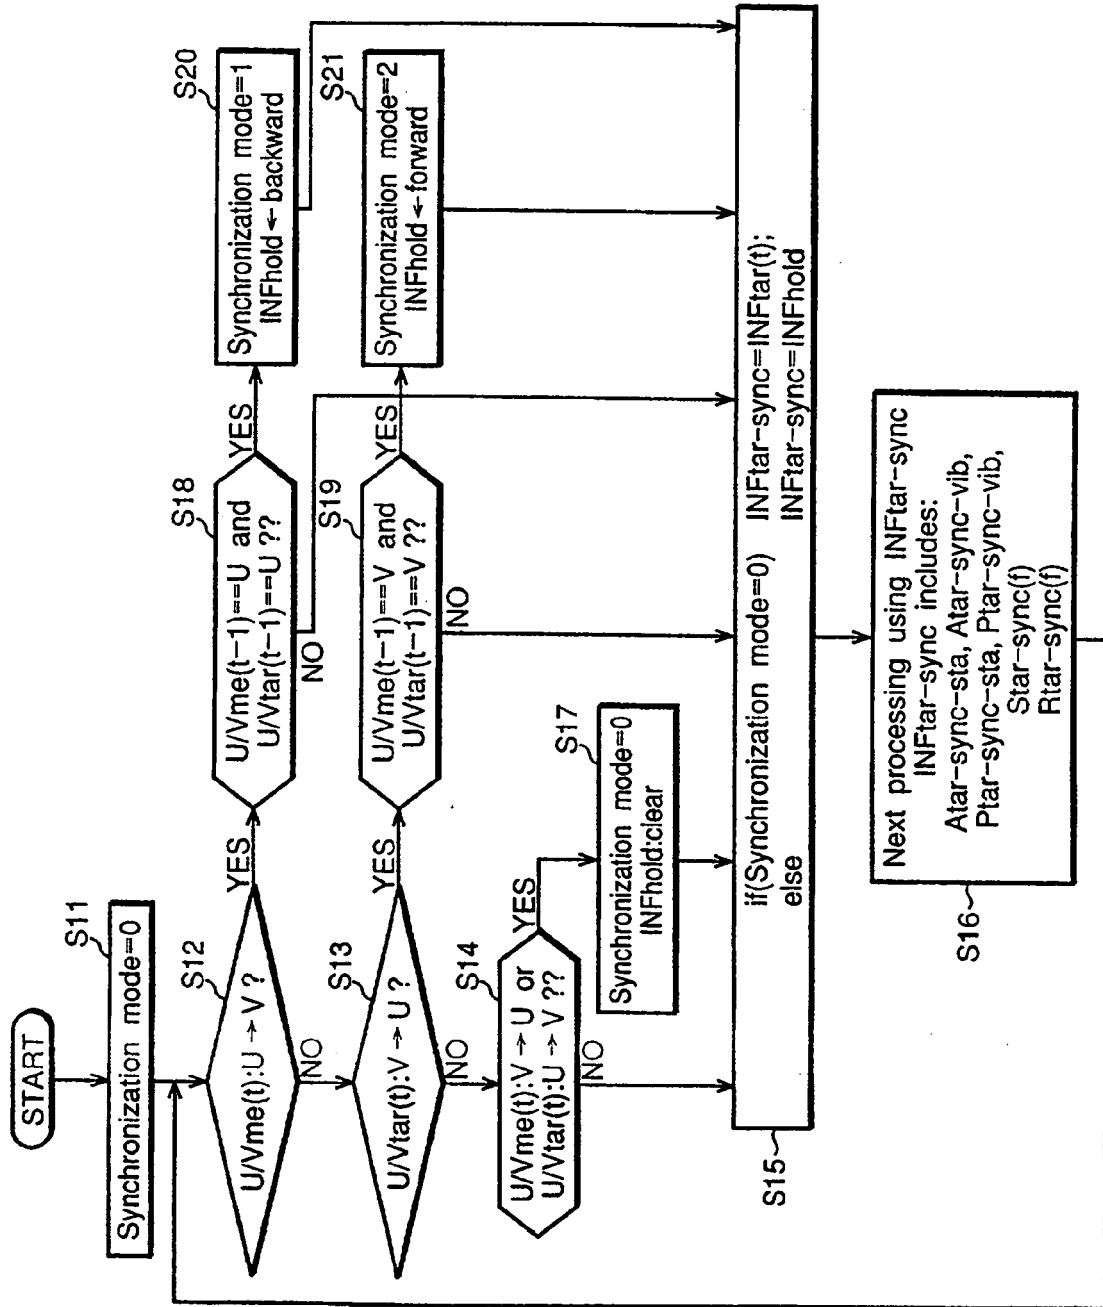 START
S11
Synchronization mode=0
S12
U/Vme(t):U → V ?
YES
NO
S18
U/Vme(t-1)==U and
U/Vtar(t-1)==U ??
YES
NO
S20
Synchronization mode=1
INFhold ← backward
S13
U/Vtar(t):V → U ?
YES
NO
S19
U/Vme(t-1)==V and
U/Vtar(t-1)==V ??
YES
NO
S21
Synchronization mode=2
INFhold ← forward
S14
U/Vme(t):V → U or
U/Vtar(t):U → V ??
YES
NO
S17
Synchronization mode=0
INFhold:clear
S15
if(Synchronization mode=0) INFtar-sync=INFtar(t);
else INFtar-sync=INFhold
S16
Next processing using INFtar-sync
INFtar-sync includes:
Atar-sync-sta, Atar-sync-vib,
Ptar-sync-sta, Ptar-sync-vib,
Star-sync(f)
Rtar-sync(f)